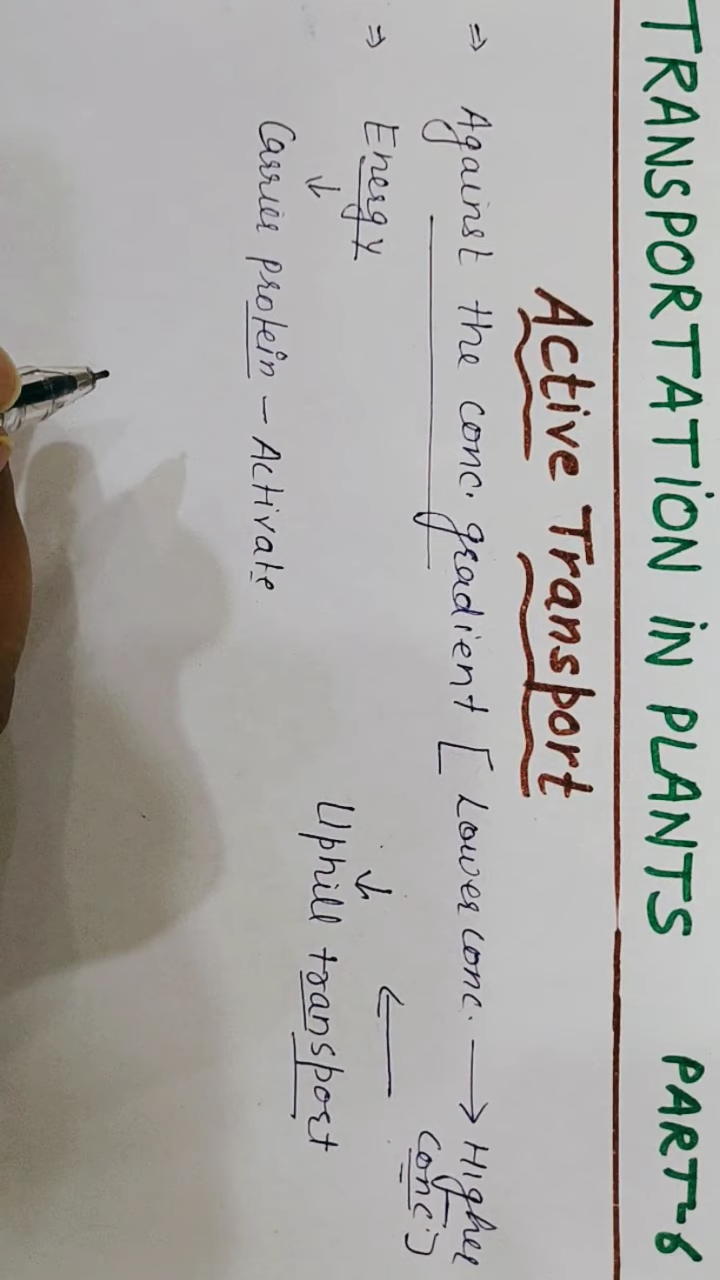 TRANSPORTATION IN PLANTS PART-6
Active Transport
⇒ Against the conc. gradient [ Lower conc. ⟶ Higher
conc.]
⇒ Energy
↓
Uphill transport
Carrier protein – Activate